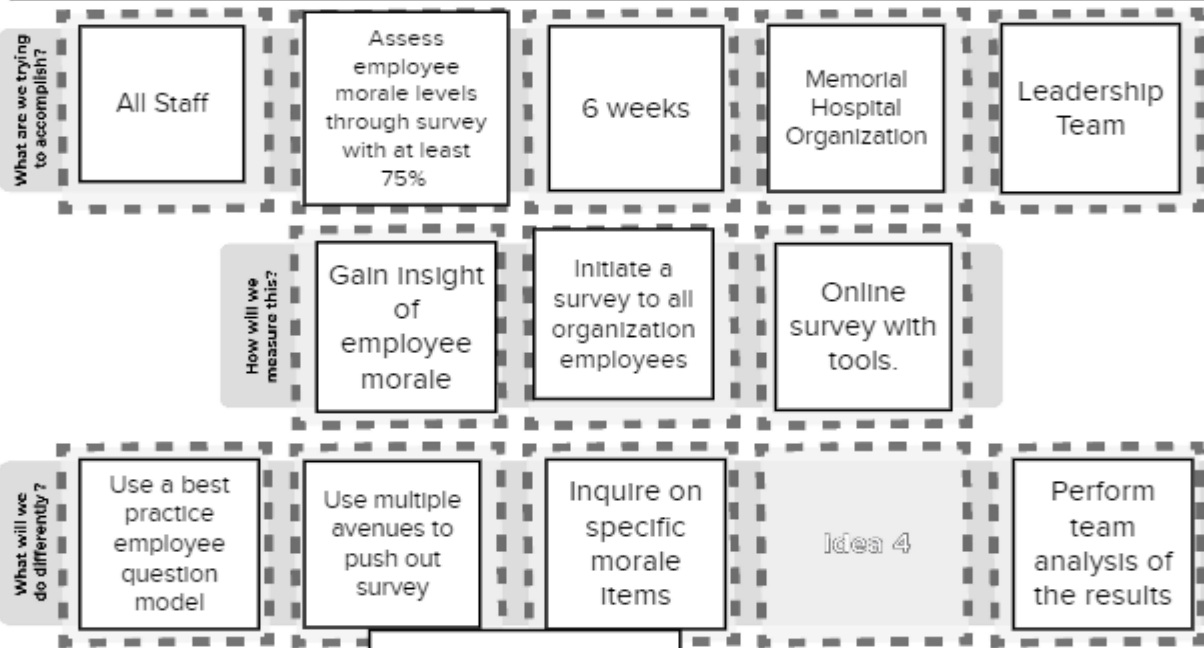 What are we trying
to accomplish?
All Staff
Assess
employee
morale levels
through survey
with at least
75%
6 weeks
Memorial
Hospital
Organization
Leadership
Team
How will we
measure this?
Gain insight
of
employee
morale
Initiate a
survey to all
organization
employees
Online
survey with
tools.
What will we
do differently?
Use a best
practice
employee
question
model
Use multiple
avenues to
push out
survey
Inquire on
specific
morale
items
Idea 4
Perform
team
analysis of
the results